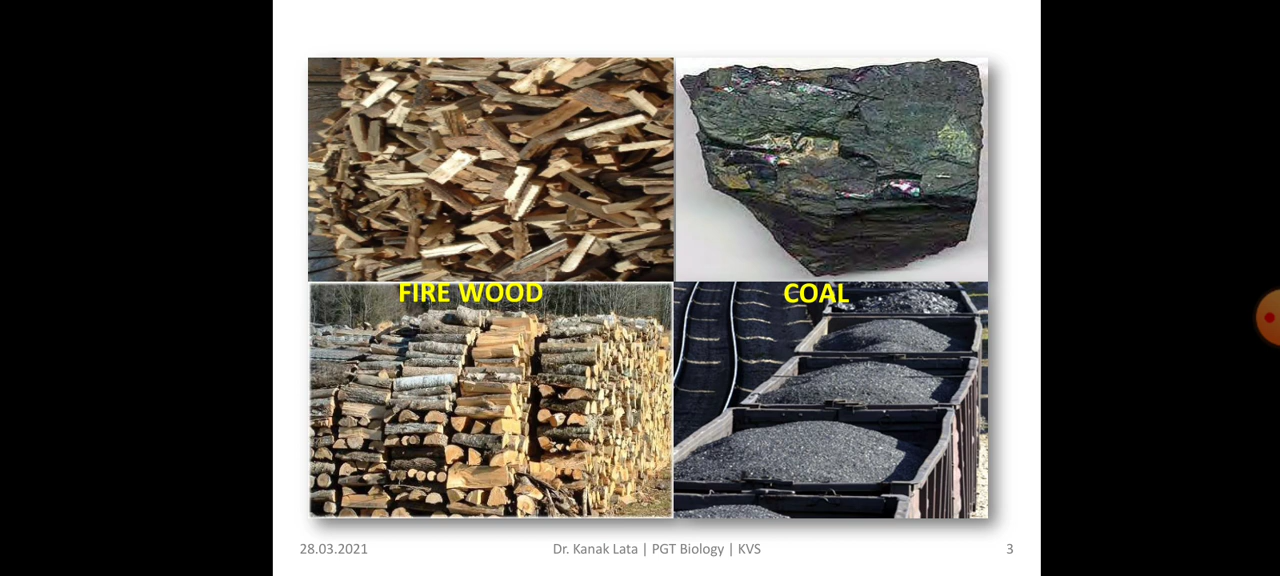 FIRE WOOD
COAL
28.03.2021
Dr. Kanak Lata | PGT Biology | KVS
3